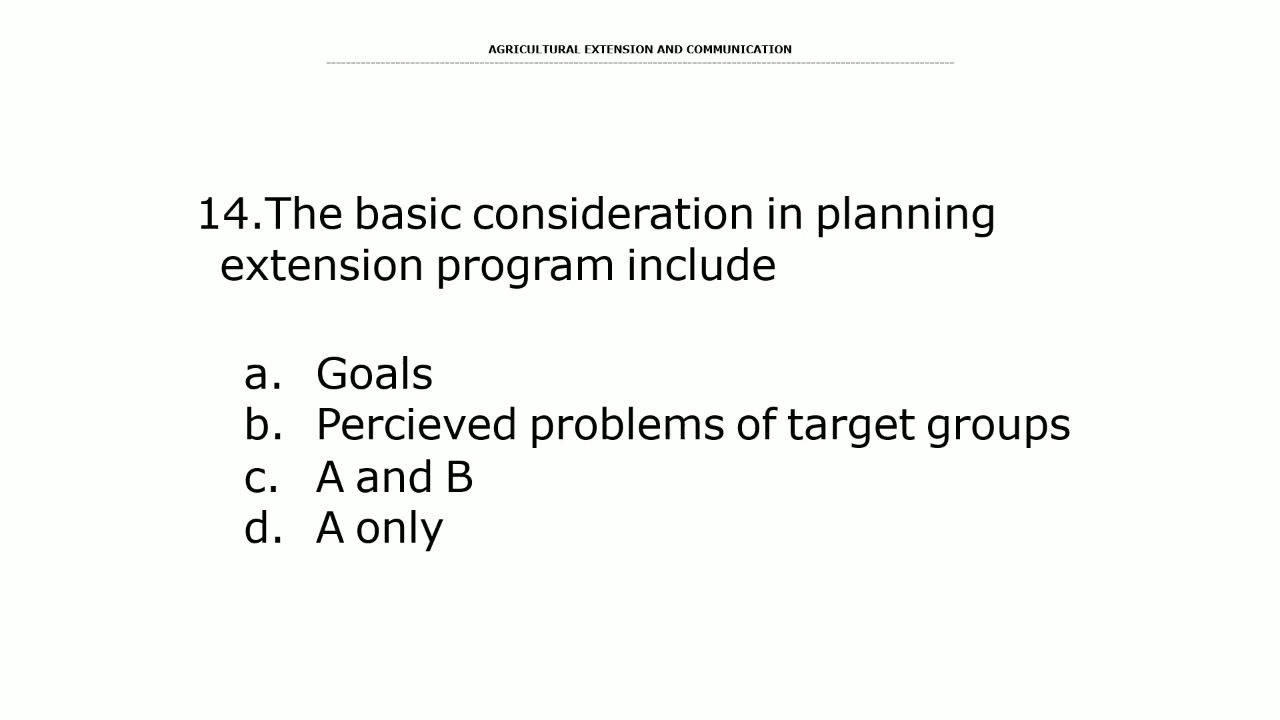 AGRICULTURAL EXTENSION AND COMMUNICATION
14.The basic consideration in planning
extension program include
a. Goals
b. Percieved problems of target groups
c. A and B
d. A only